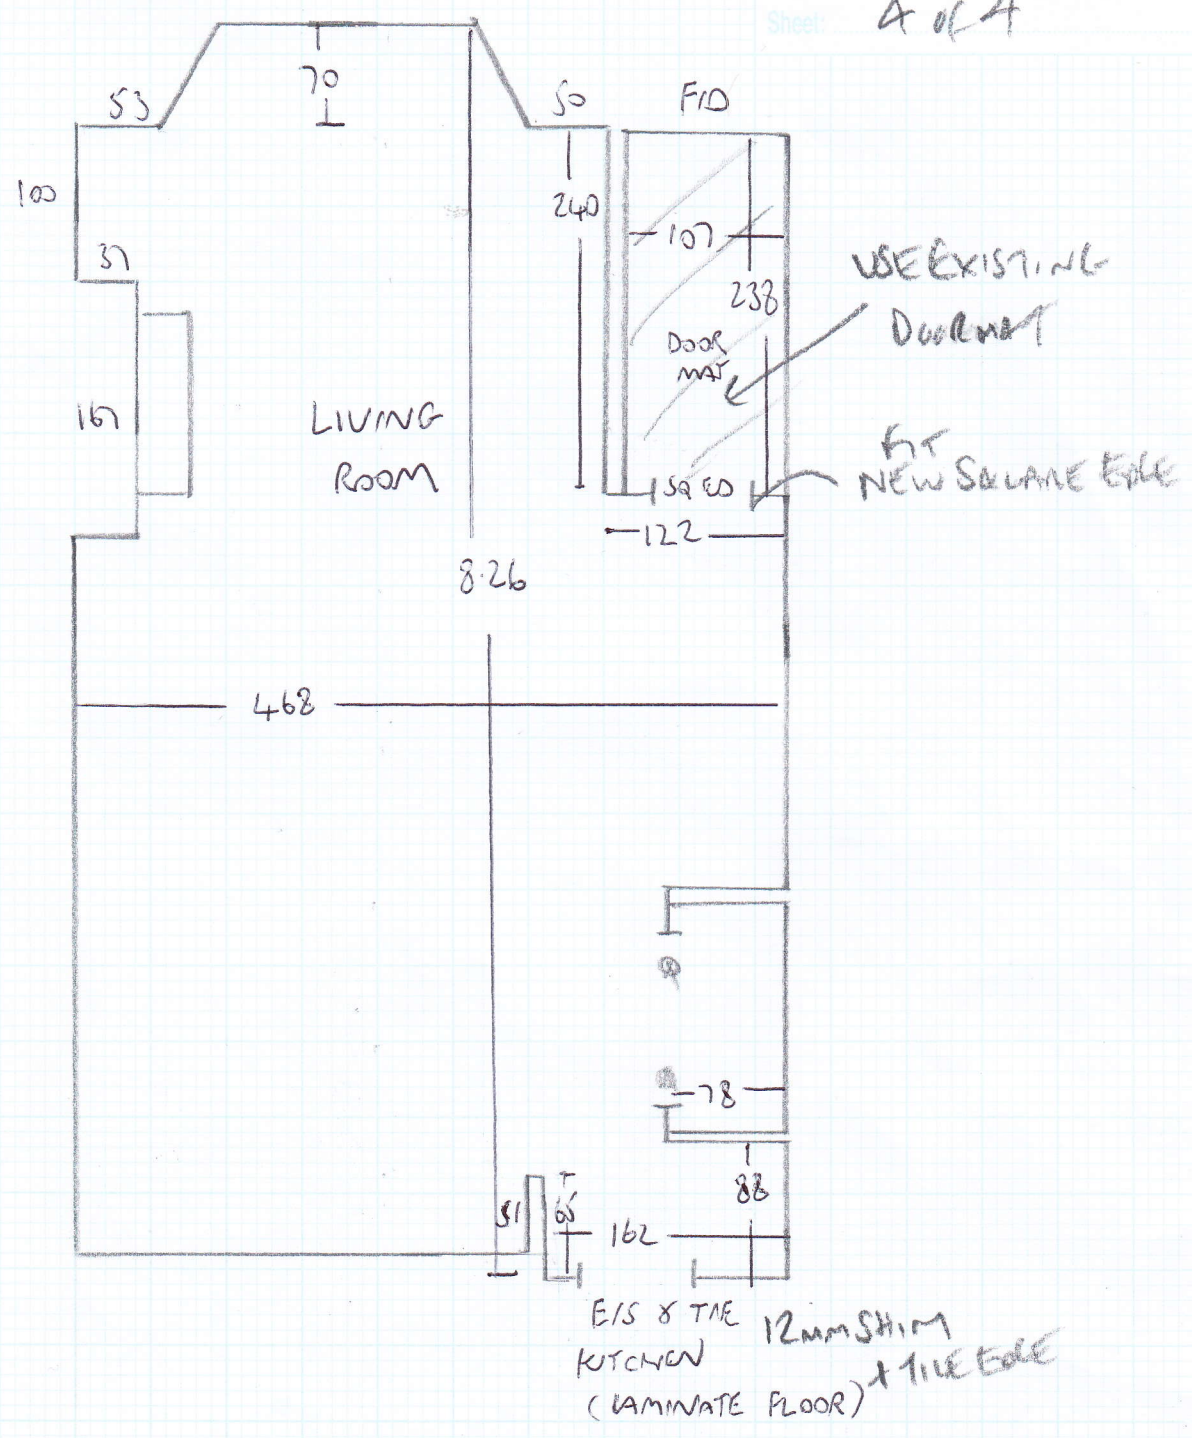 Sheet: 4 of 4
70
53
50
F/D
100
240
107
37
238
USE EXISTING
DOORMAT
DOOR
MAT
167
LIVING
ROOM
FIT
NEW SQUARE EDGE
SQ ED
122
8.26
468
78
88
51
65
162
E/S & TILE
KITCHEN
(LAMINATE FLOOR)
12mm SHIM
+ TILE EDGE